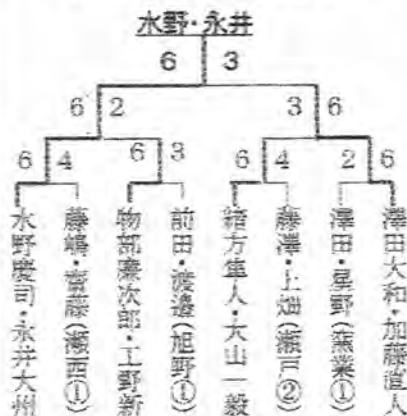 水野・永井
6 3
6 2 3 6
6 4 6 3 6 4 2 6
水野慶司・永井大州
藤嶋・齋藤(瀬西①)
物部慶次郎・工野新
前田・渡邉(旭野①)
緒方隼人・大山一毅
藤澤・上畑(瀬戸②)
澤田・星野(窯業①)
澤田大和・加藤直人